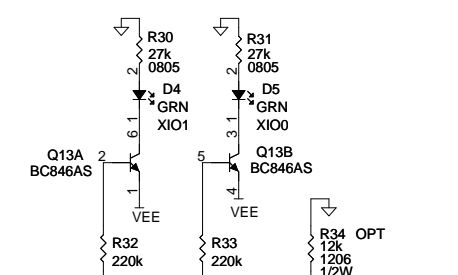 R30
27k
0805
2
D4
GRN
XIO1
1
6
Q13A
BC846AS
2
1
VEE
R32
220k
R31
27k
0805
2
D5
GRN
XIO0
1
3
Q13B
BC846AS
5
4
VEE
R33
220k
R34 OPT
12k
1206
1/2W